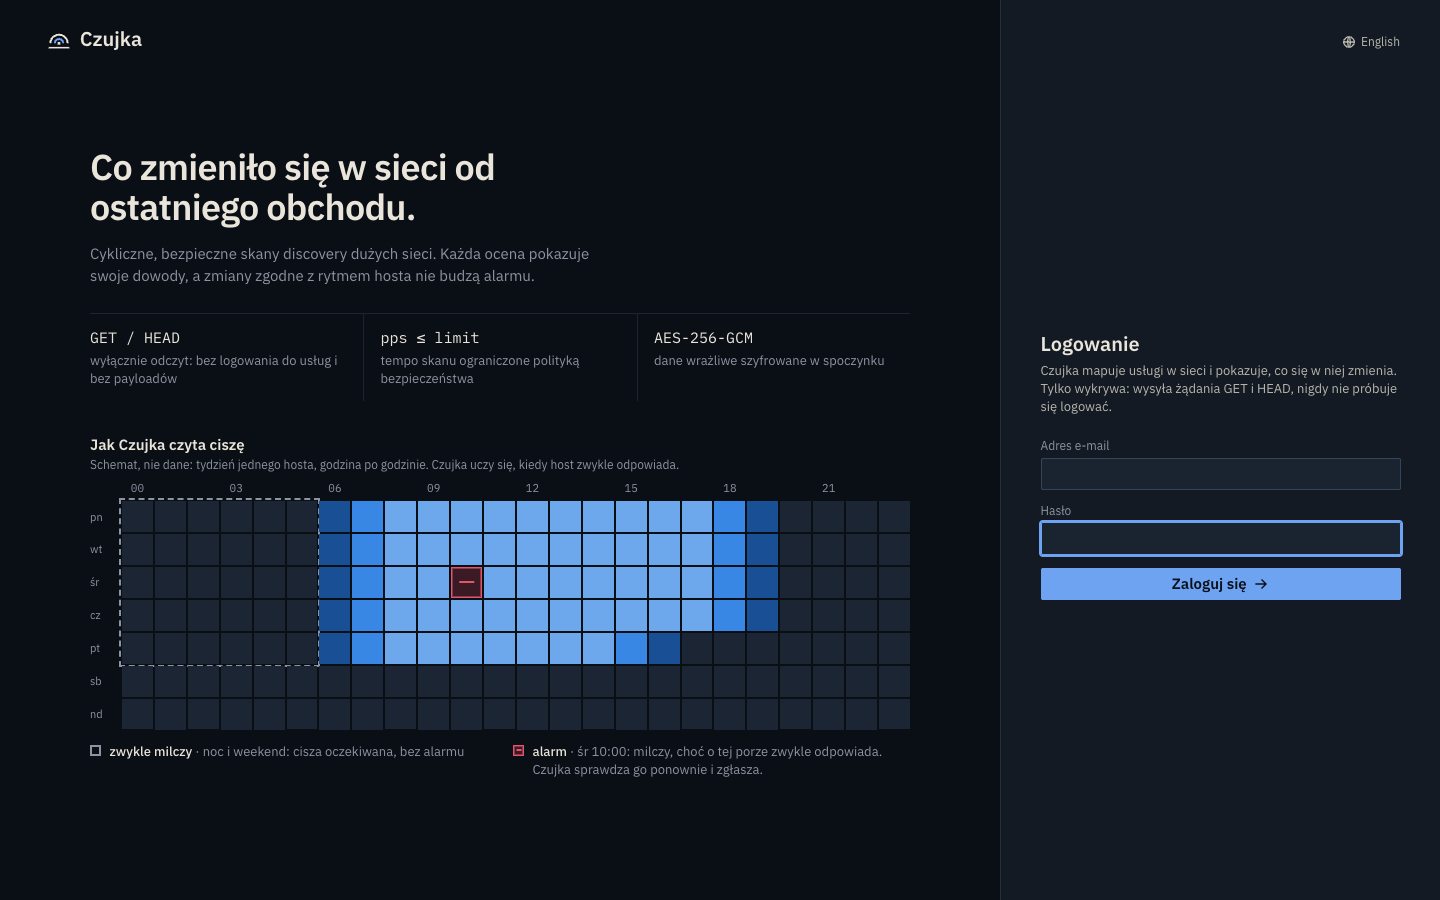 Czujka
English
Co zmieniło się w sieci od
ostatniego obchodu.
Cykliczne, bezpieczne skany discovery dużych sieci. Każda ocena pokazuje
swoje dowody, a zmiany zgodne z rytmem hosta nie budzą alarmu.
GET / HEAD
wyłącznie odczyt: bez logowania do usług i
bez payloadów
pps ≤ limit
tempo skanu ograniczone polityką
bezpieczeństwa
AES-256-GCM
dane wrażliwe szyfrowane w spoczynku
Jak Czujka czyta ciszę
Schemat, nie dane: tydzień jednego hosta, godzina po godzinie. Czujka uczy się, kiedy host zwykle odpowiada.
00 03 06 09 12 15 18 21
pn
wt
śr
cz
pt
sb
nd
zwykle milczy · noc i weekend: cisza oczekiwana, bez alarmu
alarm · śr 10:00: milczy, choć o tej porze zwykle odpowiada.
Czujka sprawdza go ponownie i zgłasza.
Logowanie
Czujka mapuje usługi w sieci i pokazuje, co się w niej zmienia.
Tylko wykrywa: wysyła żądania GET i HEAD, nigdy nie próbuje
się logować.
Adres e-mail
Hasło
Zaloguj się →